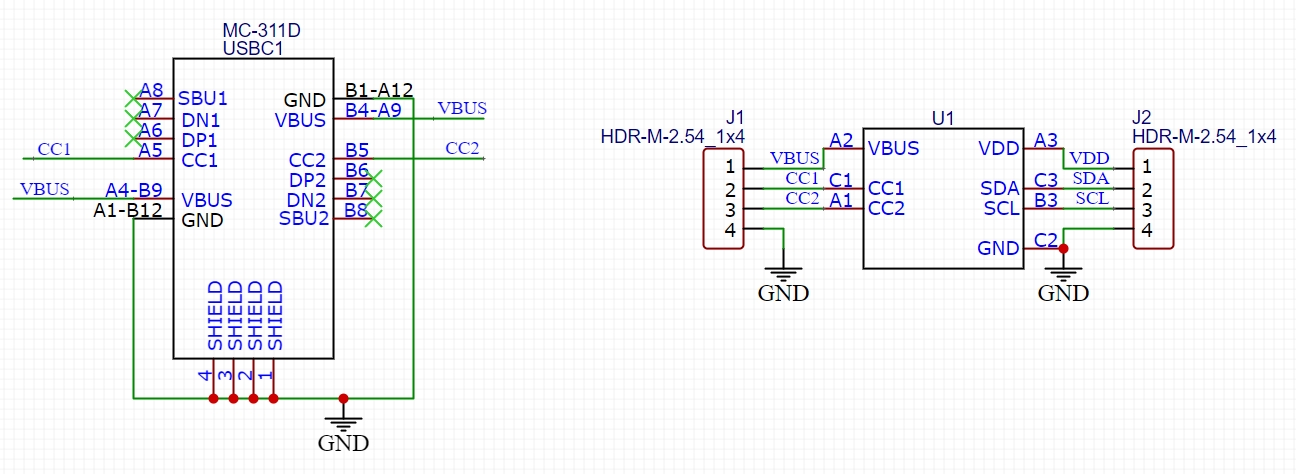 MC-311D
USBC1
A8
SBU1
A7
DN1
A6
DP1
CC1
A5
CC1
VBUS
A4-B9
VBUS
A1-B12
GND
B1-A12
GND
B4-A9
VBUS
VBUS
B5
CC2
CC2
B6
DP2
B7
DN2
B8
SBU2
SHIELD
SHIELD
SHIELD
SHIELD
4
3
2
1
GND
J1
HDR-M-2.54_1x4
1
2
3
4
VBUS
CC1
CC2
GND
U1
A2
VBUS
C1
CC1
A1
CC2
A3
VDD
C3
SDA
B3
SCL
C2
GND
VDD
SDA
SCL
GND
J2
HDR-M-2.54_1x4
1
2
3
4